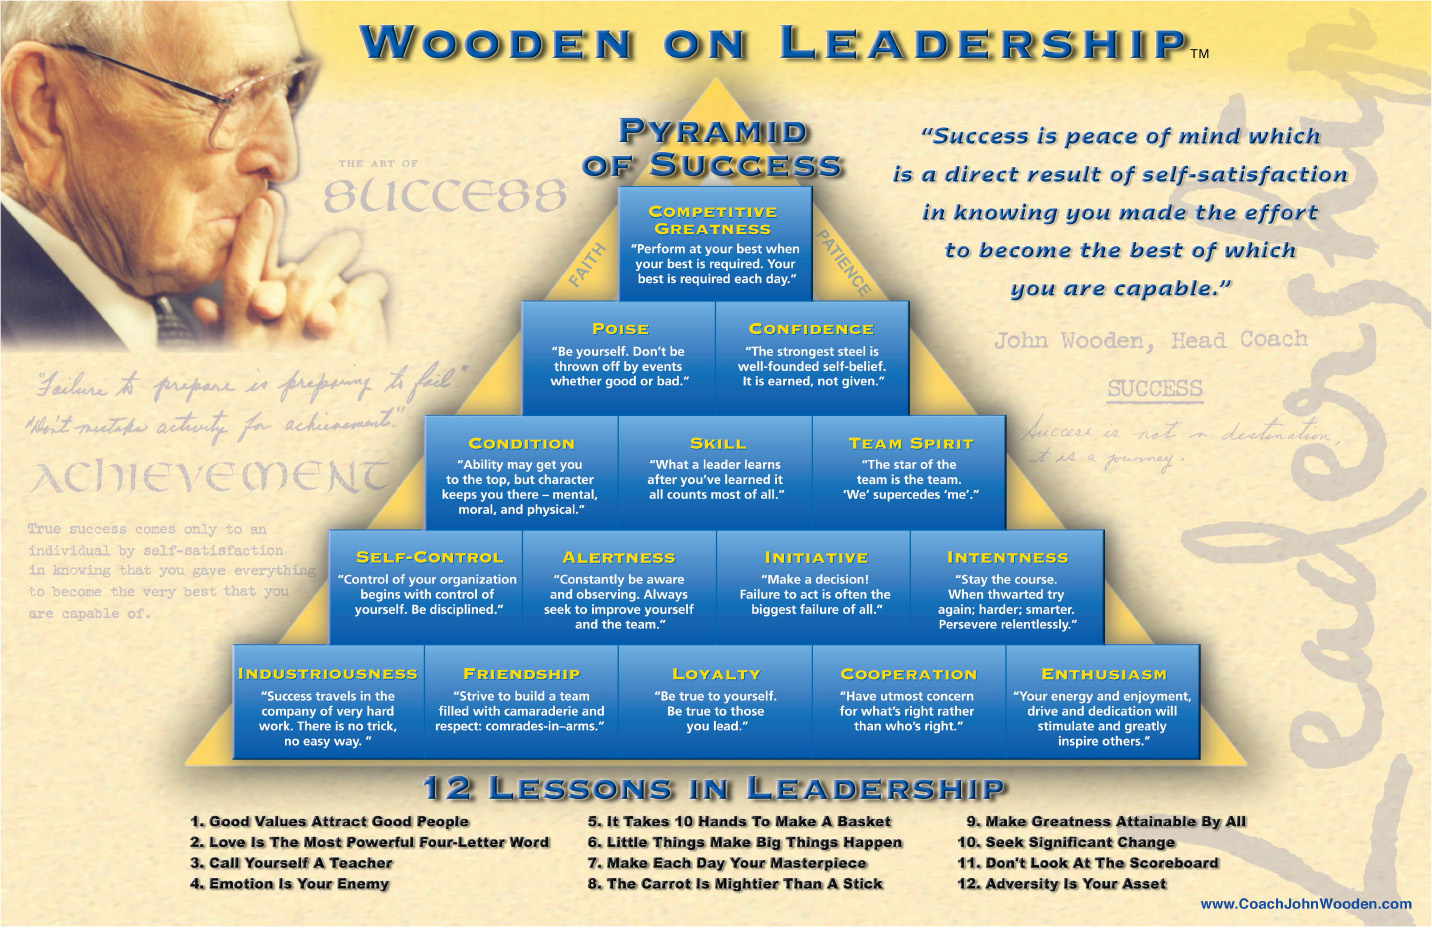 WOODEN ON LEADERSHIP™
THE ART OF
SUCCESS
PYRAMID
OF SUCCESS
FAITH
PATIENCE
"Success is peace of mind which
is a direct result of self-satisfaction
in knowing you made the effort
to become the best of which
you are capable."
John Wooden, Head Coach
SUCCESS
Success is not a destination,
it is a journey.
Leadership
"Failure to prepare is preparing to fail."
"Don't mistake activity for achievement."
ACHIEVEMENT
True success comes only to an
individual by self-satisfaction
in knowing that you gave everything
to become the very best that you
are capable of.
COMPETITIVE
GREATNESS
"Perform at your best when
your best is required. Your
best is required each day."
POISE
"Be yourself. Don't be
thrown off by events
whether good or bad."
CONFIDENCE
"The strongest steel is
well-founded self-belief.
It is earned, not given."
CONDITION
"Ability may get you
to the top, but character
keeps you there – mental,
moral, and physical."
SKILL
"What a leader learns
after you've learned it
all counts most of all."
TEAM SPIRIT
"The star of the
team is the team.
'We' supercedes 'me'."
SELF-CONTROL
"Control of your organization
begins with control of
yourself. Be disciplined."
ALERTNESS
"Constantly be aware
and observing. Always
seek to improve yourself
and the team."
INITIATIVE
"Make a decision!
Failure to act is often the
biggest failure of all."
INTENTNESS
"Stay the course.
When thwarted try
again; harder; smarter.
Persevere relentlessly."
INDUSTRIOUSNESS
"Success travels in the
company of very hard
work. There is no trick,
no easy way. "
FRIENDSHIP
"Strive to build a team
filled with camaraderie and
respect: comrades-in–arms."
LOYALTY
"Be true to yourself.
Be true to those
you lead."
COOPERATION
"Have utmost concern
for what's right rather
than who's right."
ENTHUSIASM
"Your energy and enjoyment,
drive and dedication will
stimulate and greatly
inspire others."
12 LESSONS IN LEADERSHIP
1. Good Values Attract Good People
2. Love Is The Most Powerful Four-Letter Word
3. Call Yourself A Teacher
4. Emotion Is Your Enemy
5. It Takes 10 Hands To Make A Basket
6. Little Things Make Big Things Happen
7. Make Each Day Your Masterpiece
8. The Carrot Is Mightier Than A Stick
9. Make Greatness Attainable By All
10. Seek Significant Change
11. Don't Look At The Scoreboard
12. Adversity Is Your Asset
www.CoachJohnWooden.com